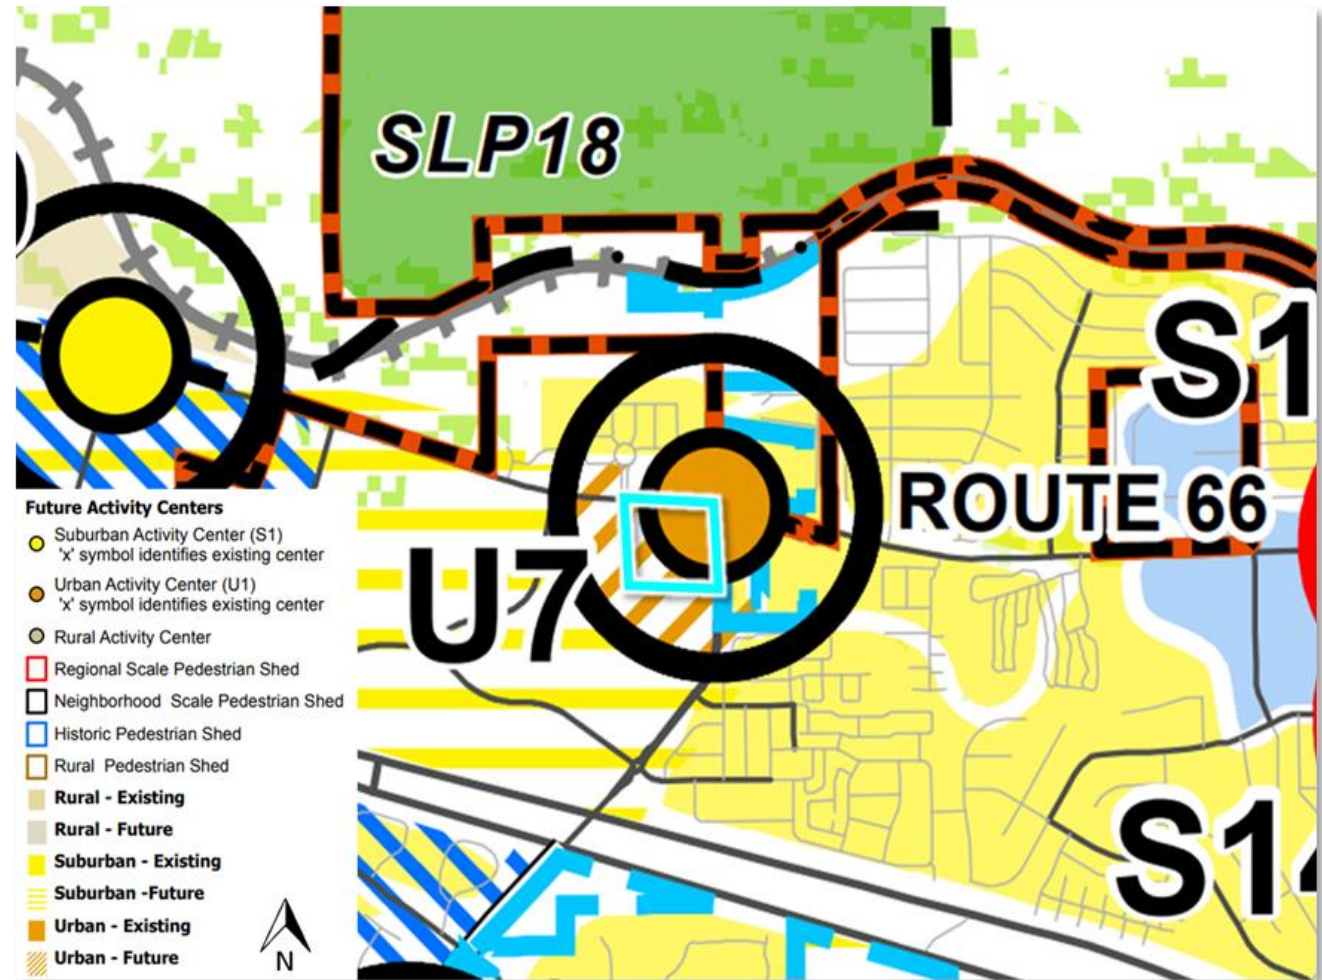 SLP18
S1
ROUTE 66
U7
S14
Future Activity Centers
Suburban Activity Center (S1)
'x' symbol identifies existing center
Urban Activity Center (U1)
'x' symbol identifies existing center
Rural Activity Center
Regional Scale Pedestrian Shed
Neighborhood Scale Pedestrian Shed
Historic Pedestrian Shed
Rural Pedestrian Shed
Rural - Existing
Rural - Future
Suburban - Existing
Suburban -Future
Urban - Existing
Urban - Future
N